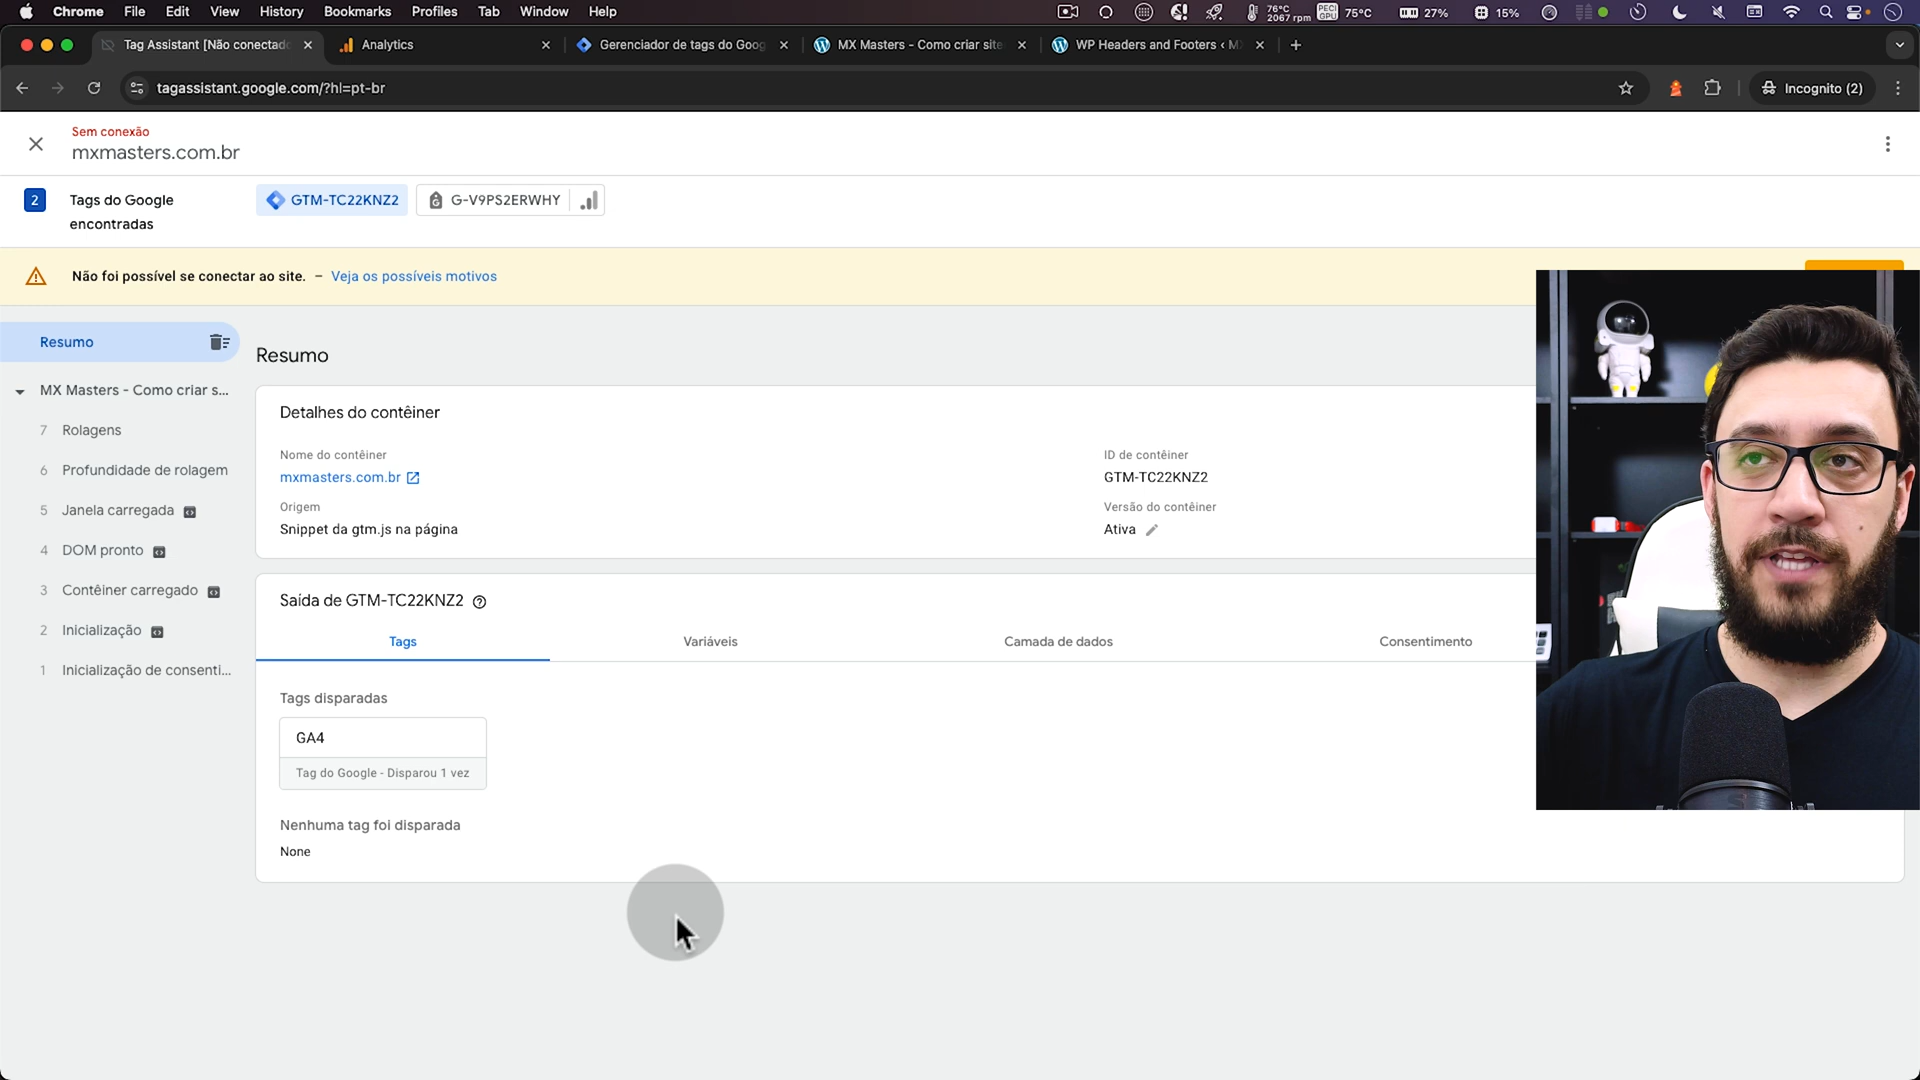 Chrome File Edit View History Bookmarks Profiles Tab Window Help 76°C 2067 rpm PECI GPU 75°C 27% 15%
Tag Assistant [Não conectado Analytics Gerenciador de tags do Goog MX Masters - Como criar site WP Headers and Footers ‹ M
tagassistant.google.com/?hl=pt-br Incognito (2)
Sem conexão
mxmasters.com.br
2 Tags do Google encontradas GTM-TC22KNZ2 G-V9PS2ERWHY
Não foi possível se conectar ao site. – Veja os possíveis motivos
Resumo
MX Masters - Como criar s...
7 Rolagens
6 Profundidade de rolagem
5 Janela carregada
4 DOM pronto
3 Contêiner carregado
2 Inicialização
1 Inicialização de consenti...
Resumo
Detalhes do contêiner
Nome do contêiner
mxmasters.com.br
ID de contêiner
GTM-TC22KNZ2
Origem
Snippet da gtm.js na página
Versão do contêiner
Ativa
Saída de GTM-TC22KNZ2
Tags Variáveis Camada de dados Consentimento
Tags disparadas
GA4
Tag do Google - Disparou 1 vez
Nenhuma tag foi disparada
None